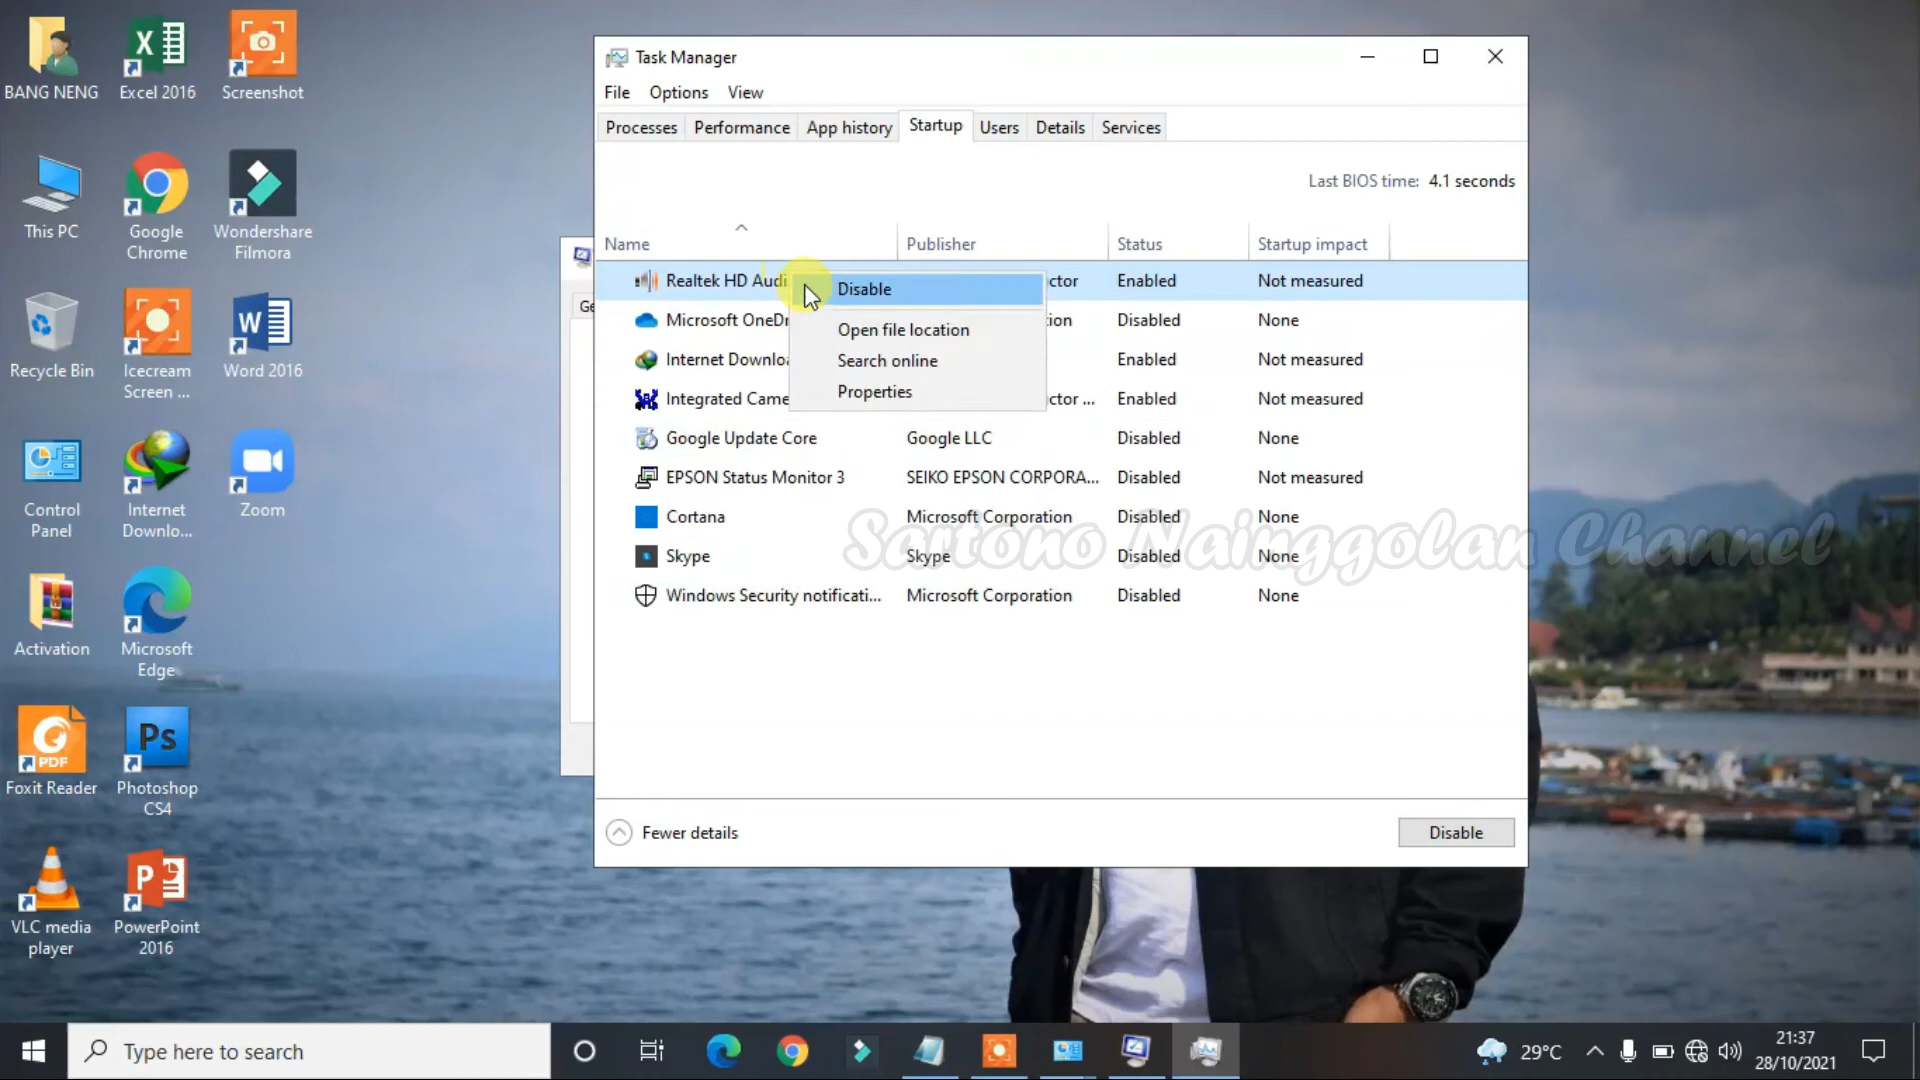 BANG NENG
Excel 2016
Screenshot
This PC
Google
Chrome
Wondershare
Filmora
Recycle Bin
Icecream
Screen ...
Word 2016
Control
Panel
Internet
Downlo...
Zoom
Activation
Microsoft
Edge
Foxit Reader
PDF
Photoshop
CS4
Ps
VLC media
player
PowerPoint
2016
Task Manager
File Options View
Processes Performance App history Startup Users Details Services
Last BIOS time: 4.1 seconds
Name Publisher Status Startup impact
Realtek HD Audi ctor Enabled Not measured
Microsoft OneDr tion Disabled None
Internet Downloa Enabled Not measured
Integrated Came ctor ... Enabled Not measured
Google Update Core Google LLC Disabled None
EPSON Status Monitor 3 SEIKO EPSON CORPORA... Disabled Not measured
Cortana Microsoft Corporation Disabled None
Skype Skype Disabled None
Windows Security notificati... Microsoft Corporation Disabled None
Disable
Open file location
Search online
Properties
Ge
Sartono Nainggolan Channel
Fewer details
Disable
Type here to search
29°C
21:37
28/10/2021